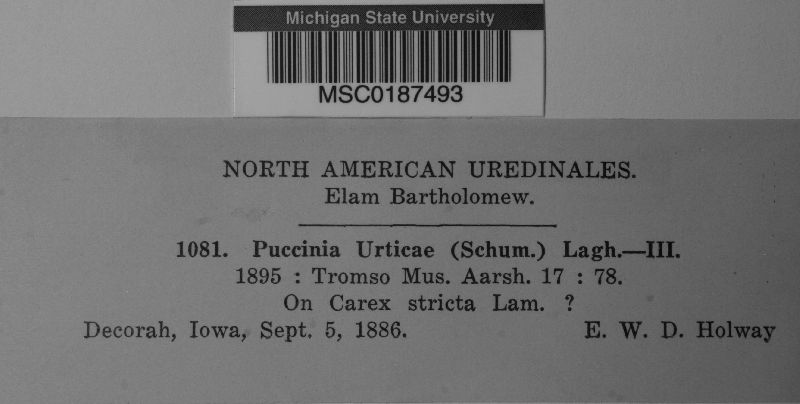 Michigan State University
MSC0187493
NORTH AMERICAN UREDINALES.
Elam Bartholomew.
1081. Puccinia Urticae (Schum.) Lagh.—III.
1895 : Tromso Mus. Aarsh. 17 : 78.
On Carex stricta Lam. ?
Decorah, Iowa, Sept. 5, 1886. E. W. D. Holway